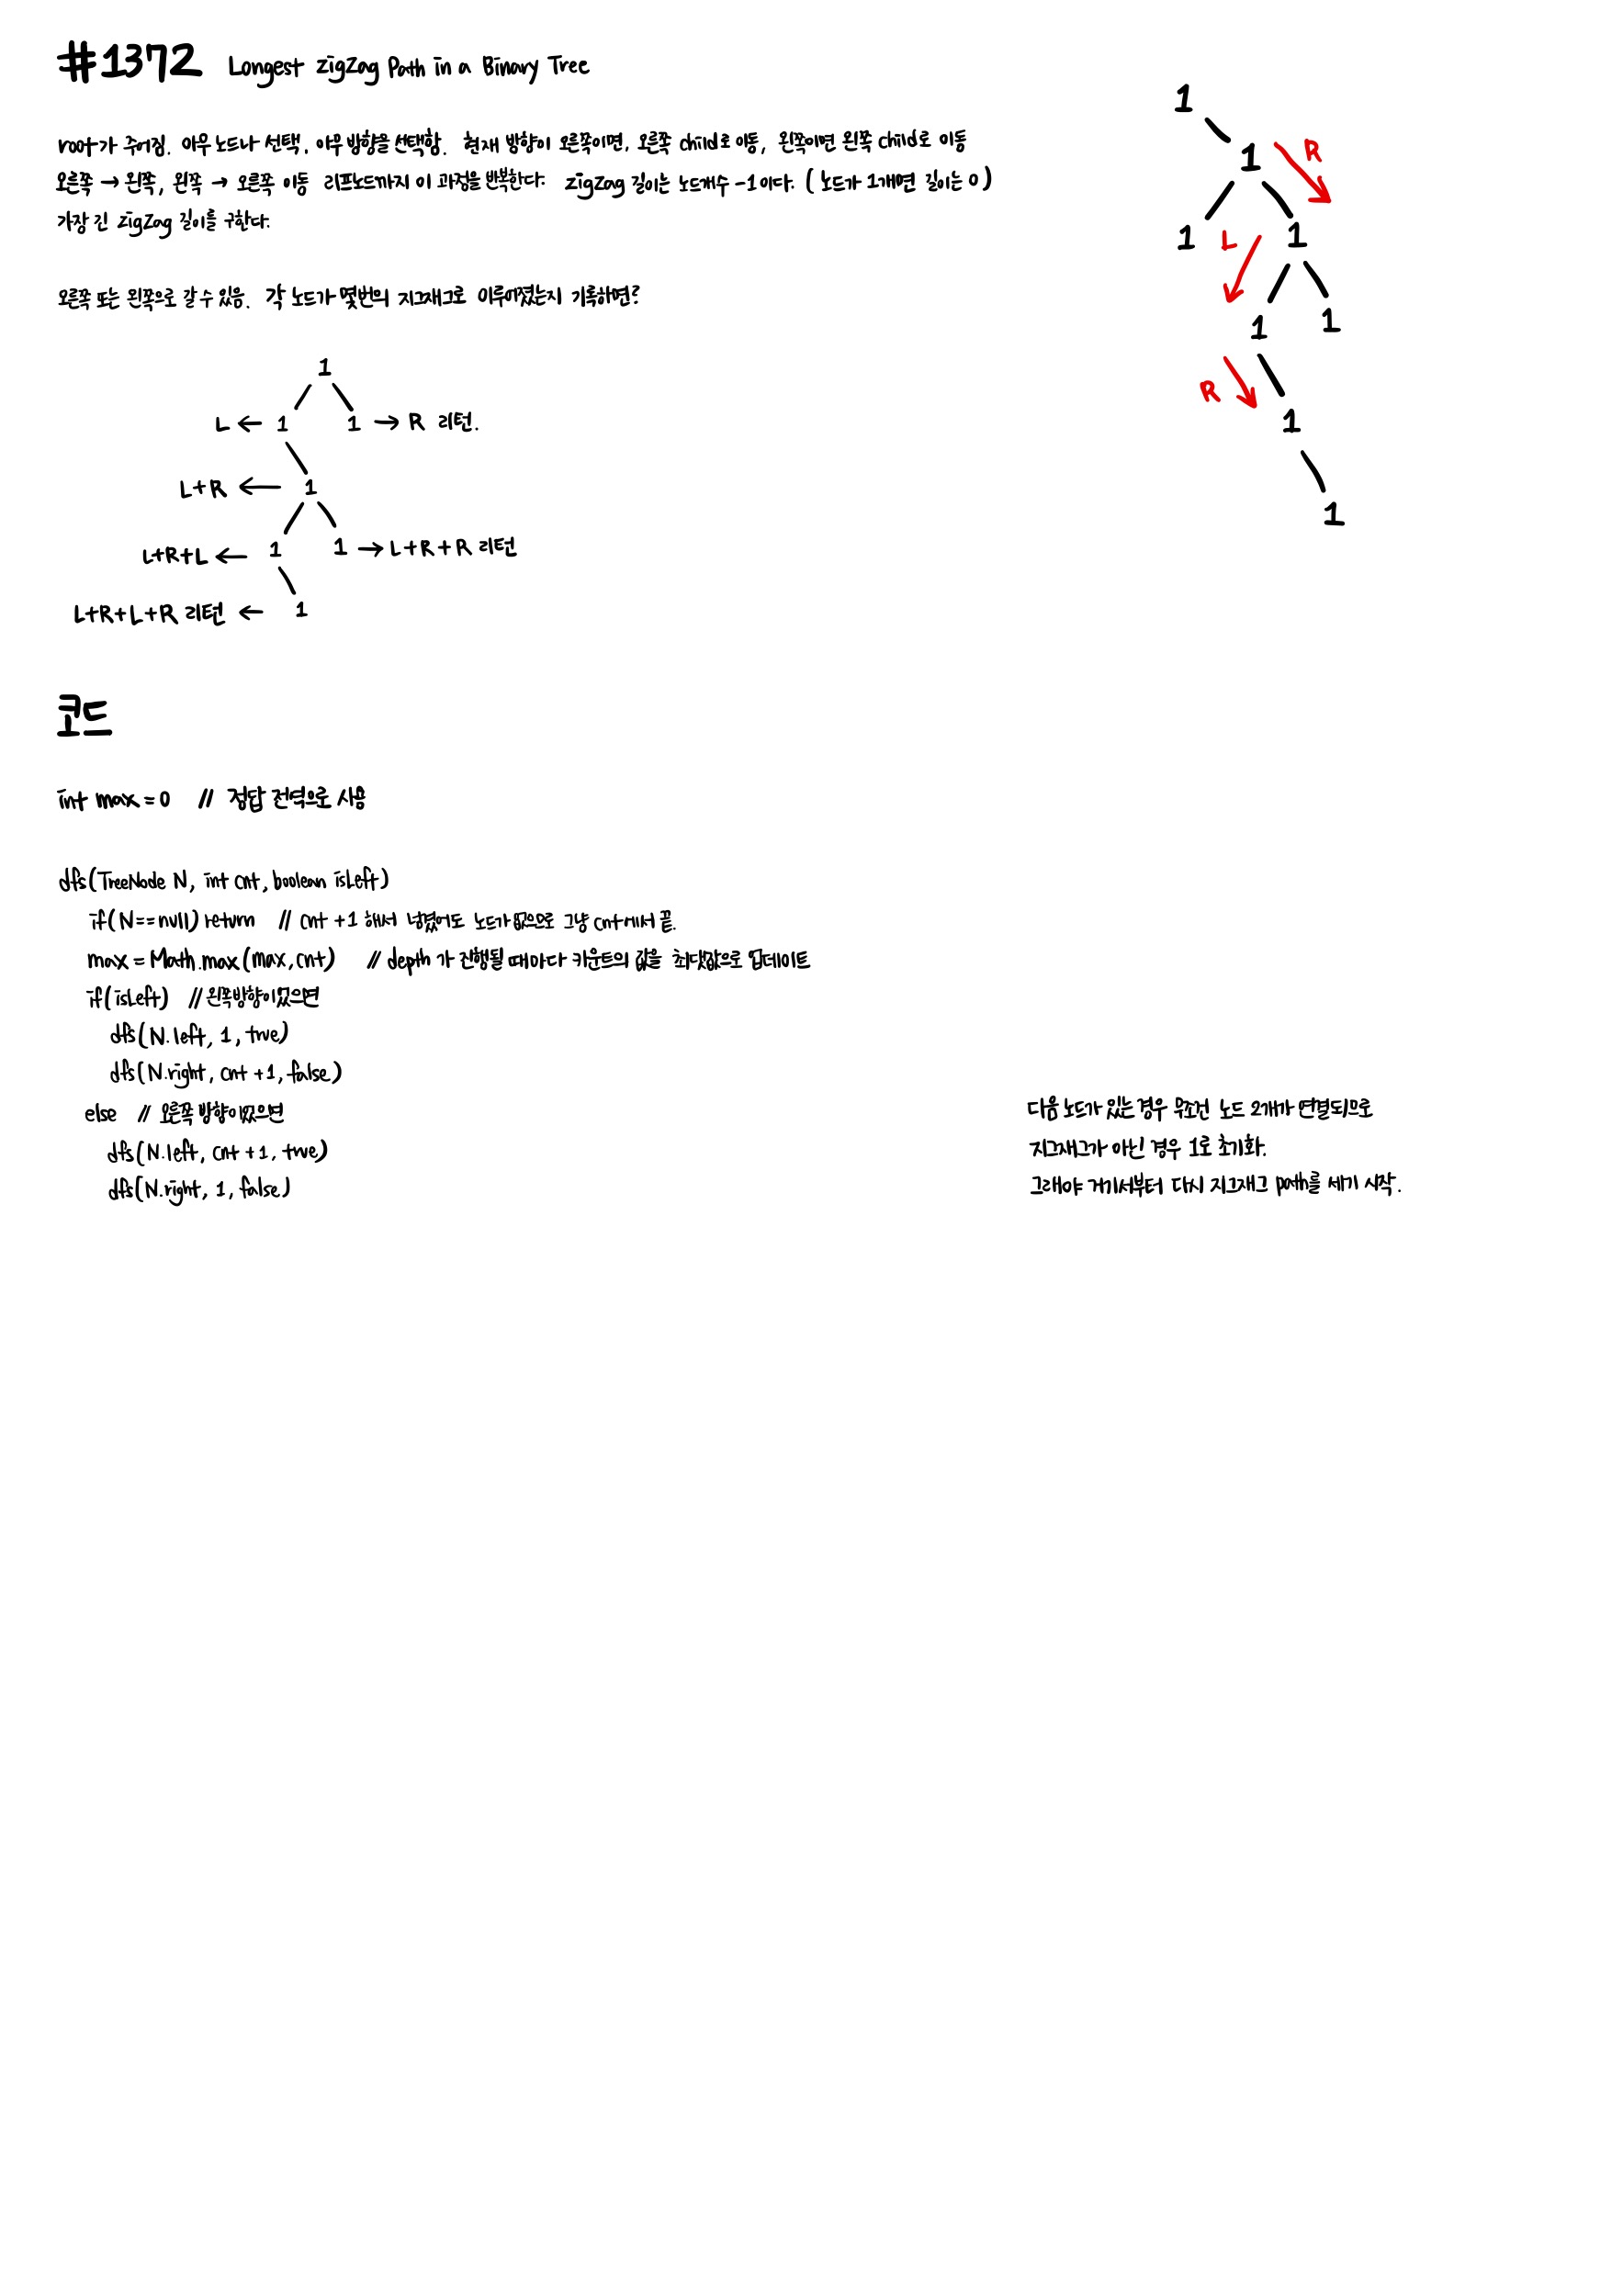 #1372 Longest ZigZag Path in a Binary Tree
root가 주어짐. 아무 노드나 선택, 아무 방향을 선택함. 현재 방향이 오른쪽이면, 오른쪽 child로 이동, 왼쪽이면 왼쪽 child로 이동
오른쪽 → 왼쪽, 왼쪽 → 오른쪽 이동 리프노드까지 이 과정을 반복한다. ZigZag 길이는 노드개수 -1 이다. (노드가 1개면 길이는 0)
가장 긴 ZigZag 길이를 구한다.
오른쪽 또는 왼쪽으로 갈 수 있음. 각 노드가 몇번의 지그재그로 이루어졌는지 기록하면?
1
L ← 1 1 → R 리턴.
L+R ← 1
L+R+L ← 1 1 → L+R+R 리턴
L+R+L+R 리턴 ← 1
1
1 R
1 L 1
1 1
R
1
1
코드
int max = 0 // 정답 전역으로 사용
dfs(TreeNode N, int cnt, boolean isLeft)
if(N==null) return // cnt +1 해서 넘겼어도 노드가 없으므로 그냥 cnt에서 끝.
max = Math.max(max, cnt) // depth 가 진행될 때마다 카운트의 값을 최댓값으로 업데이트
if(isLeft) // 왼쪽방향이었으면
dfs(N.left, 1, true)
dfs(N.right, cnt +1, false)
else // 오른쪽 방향이었으면
dfs(N.left, cnt +1, true)
dfs(N.right, 1, false)
다음 노드가 있는 경우 무조건 노드 2개가 연결되므로
지그재그가 아닌 경우 1로 초기화.
그래야 거기서부터 다시 지그재그 path를 세기 시작.